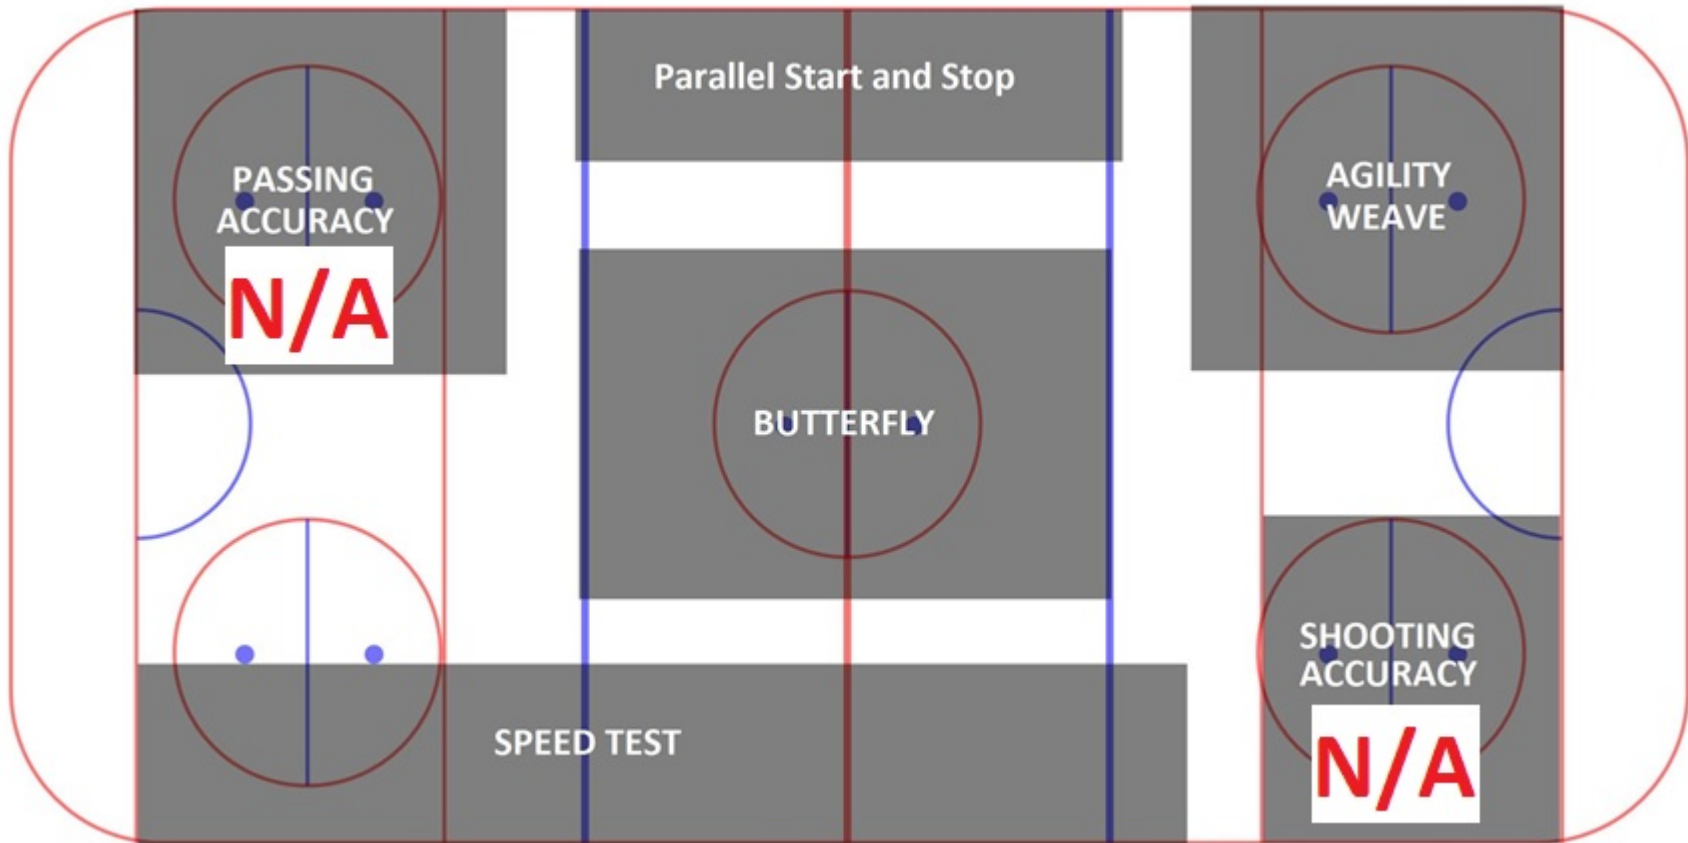 Parallel Start and Stop
PASSING
ACCURACY
N/A
AGILITY
WEAVE
BUTTERFLY
SPEED TEST
SHOOTING
ACCURACY
N/A